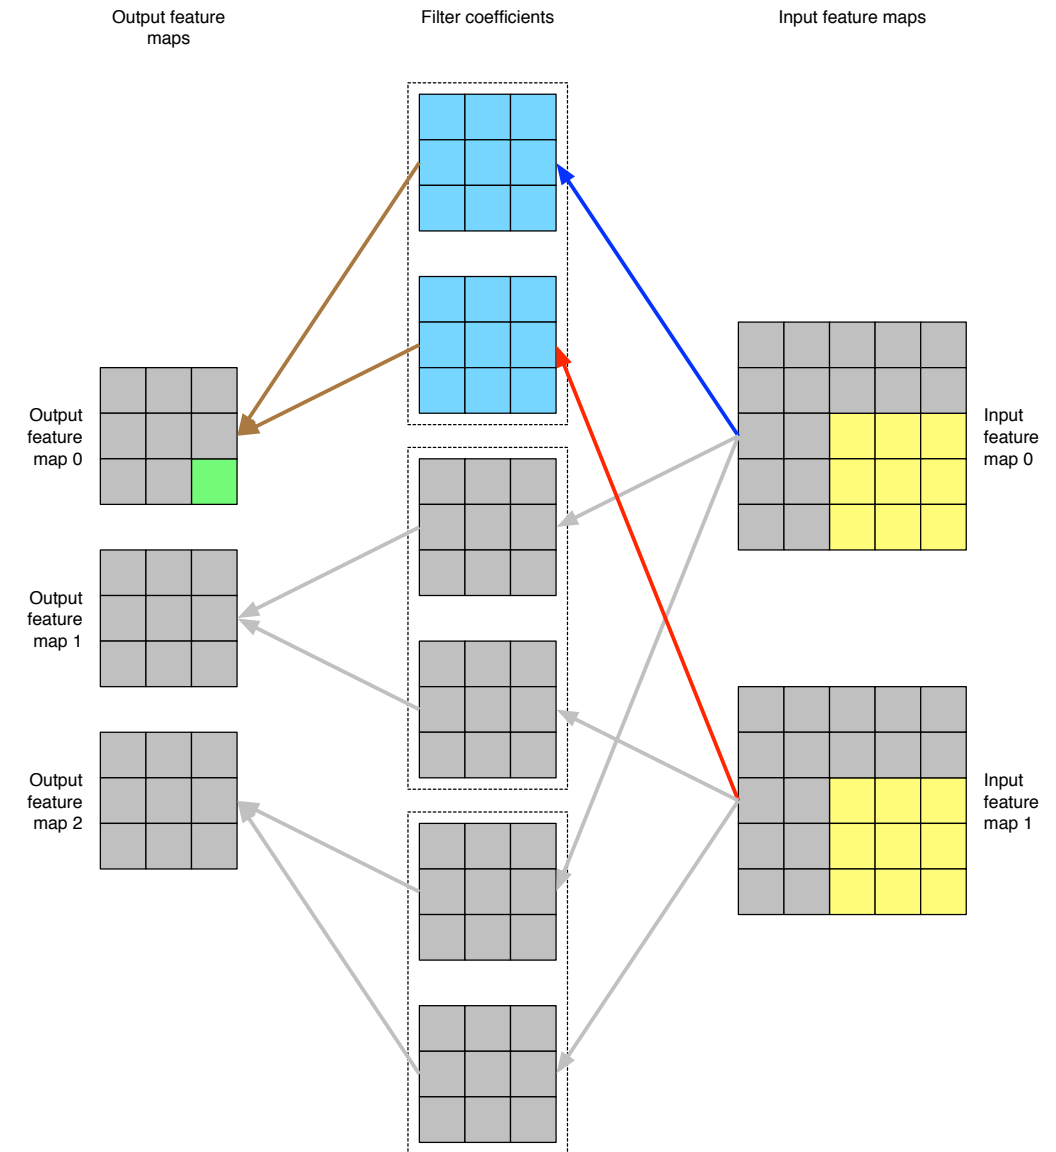 Output feature
maps
Filter coefficients
Input feature maps
Output
feature
map 0
Input
feature
map 0
Output
feature
map 1
Output
feature
map 2
Input
feature
map 1